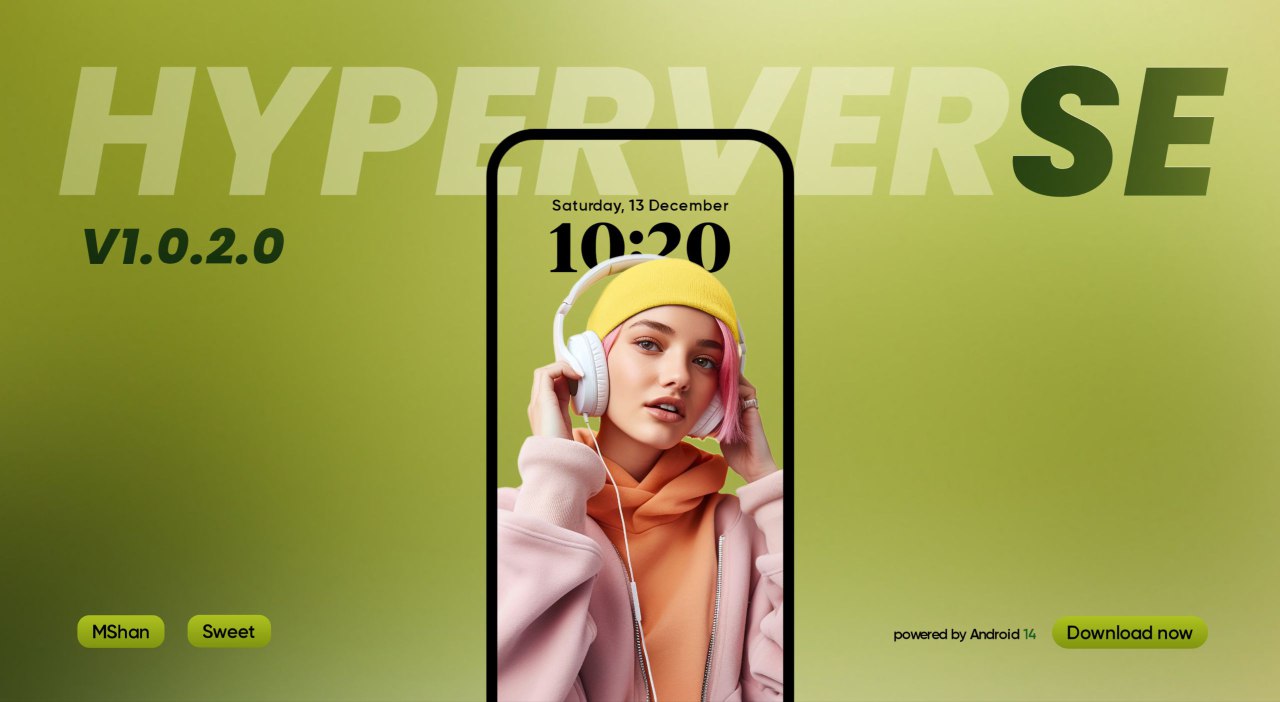 HYPERVERSE
V1.0.2.0
Saturday, 13 December
10:20
MShan
Sweet
powered by Android 14
Download now